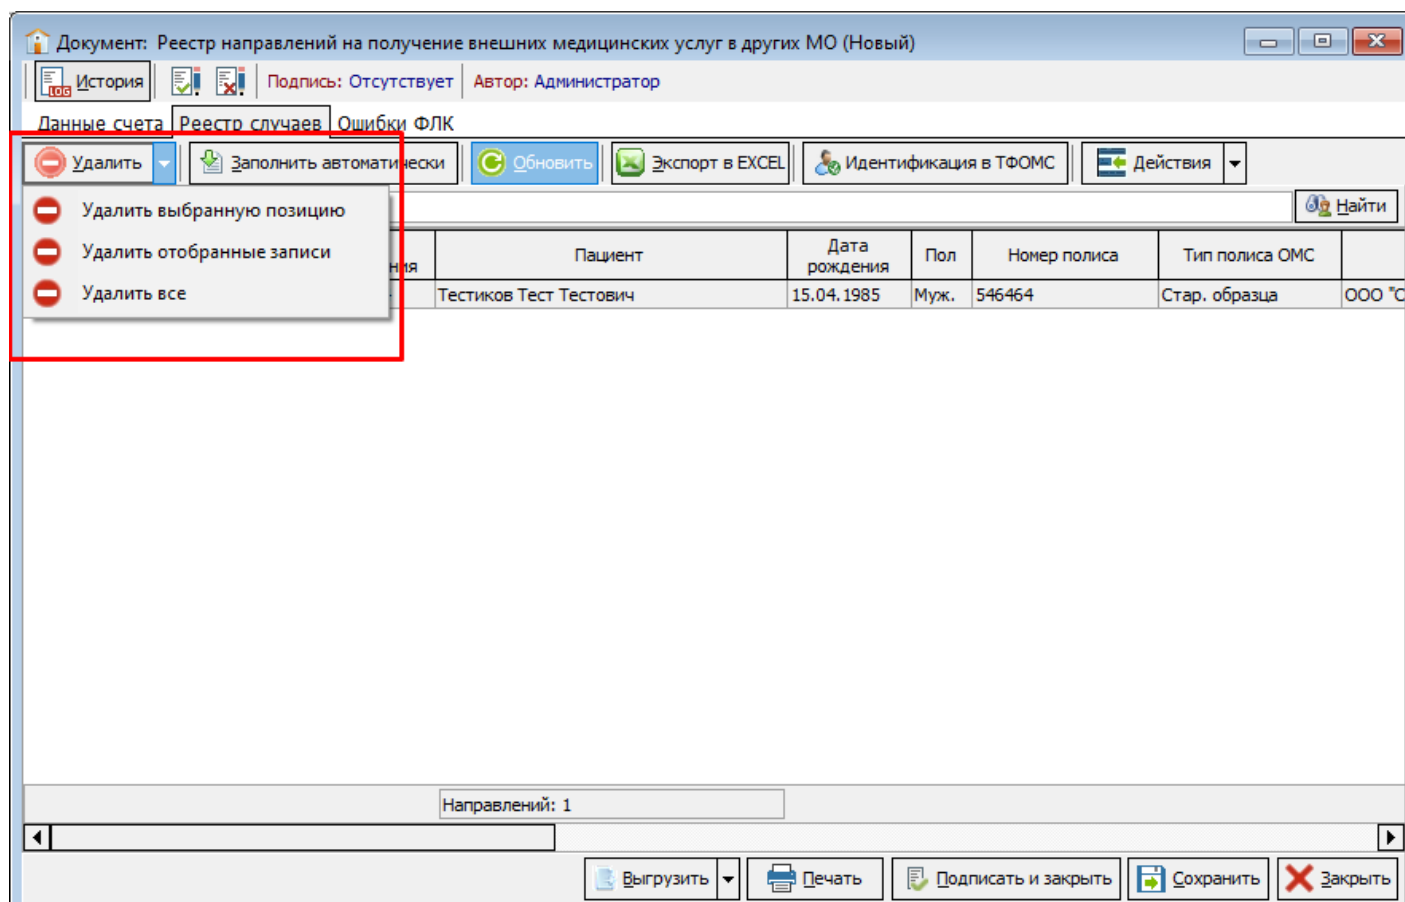 Документ: Реестр направлений на получение внешних медицинских услуг в других МО (Новый)
LOG История Подпись: Отсутствует Автор: Администратор
Данные счета Реестр случаев Ошибки ФЛК
Удалить Заполнить автоматически Обновить Экспорт в EXCEL Идентификация в ТФОМС Действия
Найти
Удалить выбранную позицию
Удалить отобранные записи
Удалить все
ния Пациент Дата рождения Пол Номер полиса Тип полиса ОМС
Тестиков Тест Тестович 15.04.1985 Муж. 546464 Стар. образца ООО "С
Направлений: 1
Выгрузить Печать Подписать и закрыть Сохранить Закрыть